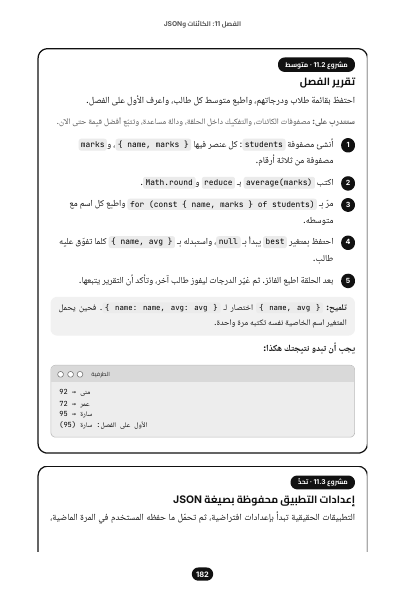 الفصل 11: الكائنات وJSON
مشروع 11.2 · متوسط
تقرير الفصل
احتفظ بقائمة طلاب ودرجاتهم، واطبع متوسط كل طالب، واعرف الأول على الفصل.
ستتدرب على: مصفوفات الكائنات، والتفكيك داخل الحلقة، ودالة مساعدة، وتتبّع أفضل قيمة حتى الآن.
1 أنشئ مصفوفة students : كل عنصر فيها { name, marks } ، و marks
مصفوفة من ثلاثة أرقام.
2 اكتب average(marks) بـ reduce و Math.round .
3 مرّ بـ for (const { name, marks } of students) واطبع كل اسم مع
متوسطه.
4 احتفظ بمتغير best يبدأ بـ null ، واستبدله بـ { name, avg } كلما تفوّق عليه
طالب.
5 بعد الحلقة اطبع الفائز. ثم غيّر الدرجات ليفوز طالب آخر، وتأكد أن التقرير يتبعها.
تلميح: { name, avg } اختصار لـ { name: name, avg: avg } . فحين يحمل
المتغير اسم الخاصية نفسه تكتبه مرة واحدة.
يجب أن تبدو نتيجتك هكذا:
الطرفية
منى → 92
عمر → 72
سارة → 95
الأول على الفصل: سارة (95)
مشروع 11.3 · تحدٍّ
إعدادات التطبيق محفوظة بصيغة JSON
التطبيقات الحقيقية تبدأ بإعدادات افتراضية، ثم تحمّل ما حفظه المستخدم في المرة الماضية،
182